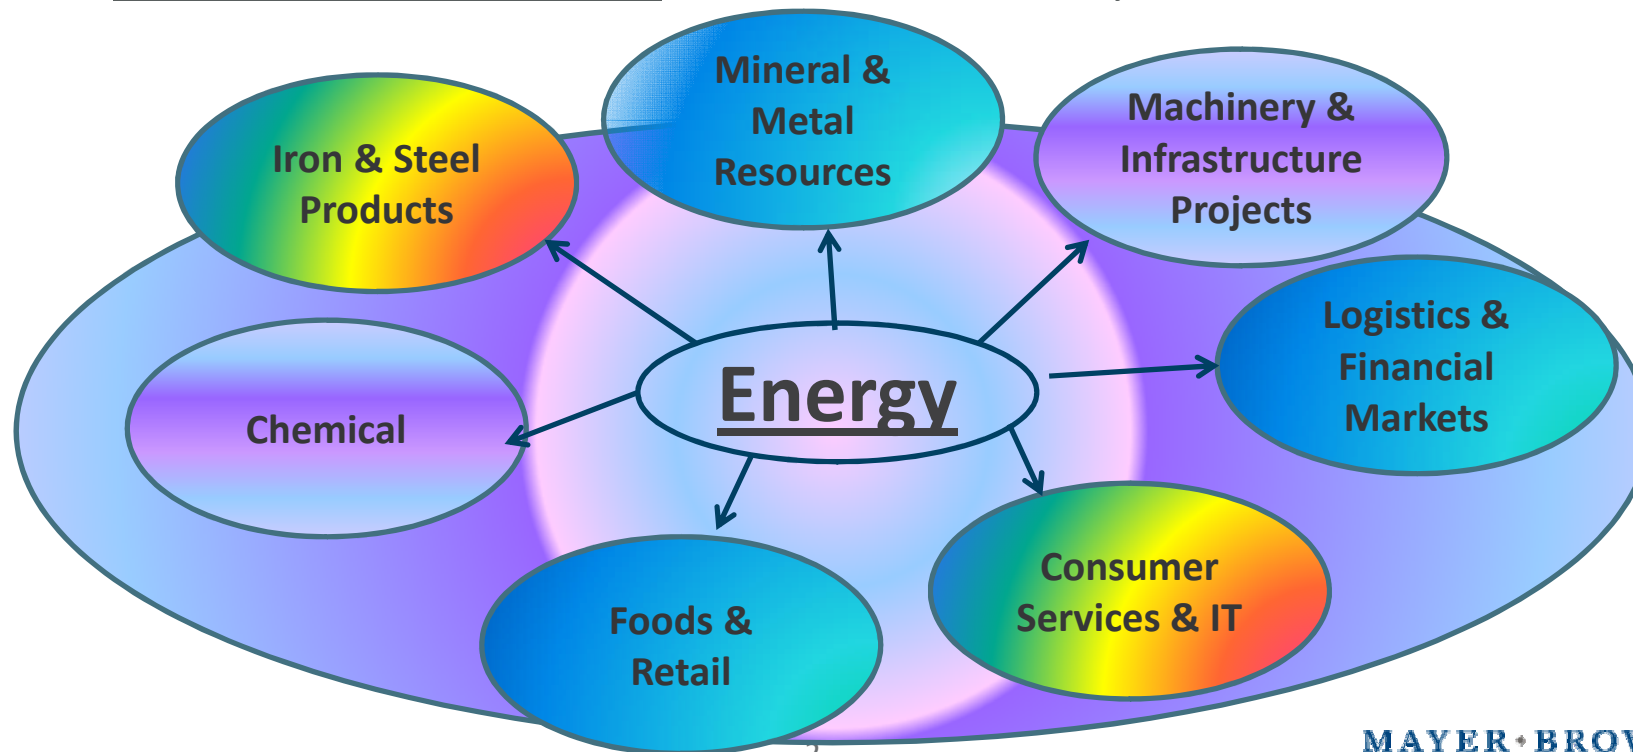 Mineral &
Metal
Resources
Machinery &
Infrastructure
Projects
Iron & Steel
Products
Logistics &
Financial
Markets
Energy
Chemical
Consumer
Services & IT
Foods &
Retail
MAYER • BROW